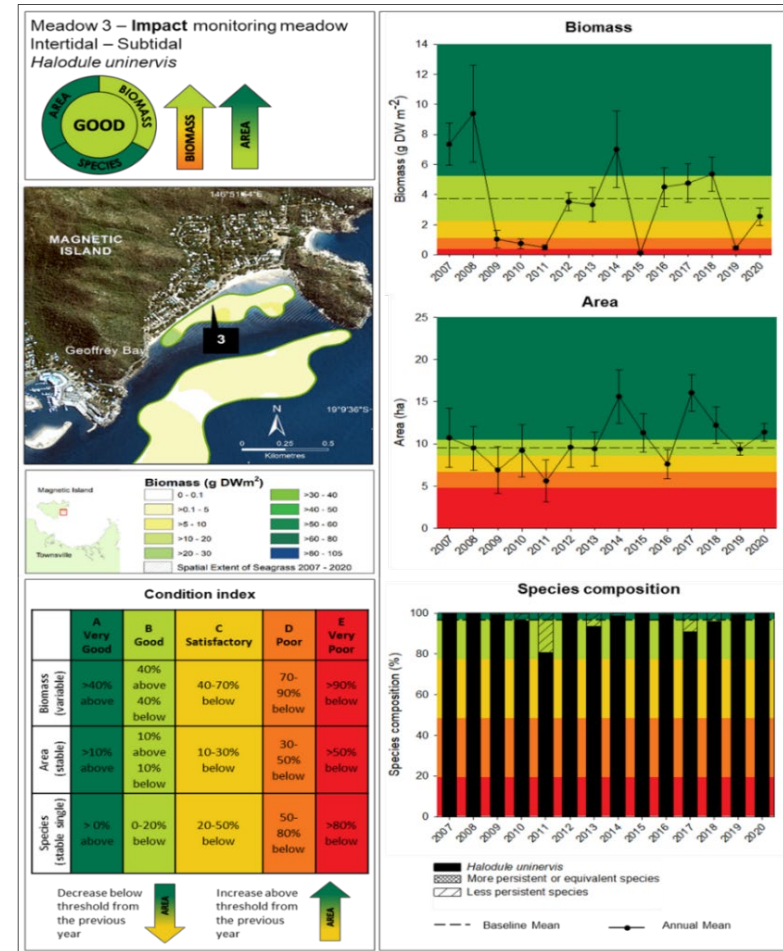 Meadow 3 – Impact monitoring meadow
Intertidal – Subtidal
Halodule uninervis
AREA
BIOMASS
SPECIES
GOOD
BIOMASS
AREA
146°51'54"E
MAGNETIC
ISLAND
3
Geoffrey Bay
N
19°9'36"S
0 0.25 0.5
Kilometres
Magnetic Island
Townsville
Biomass (g DWm²)
0 - 0.1
>0.1 - 5
>5 - 10
>10 - 20
>20 - 30
>30 - 40
>40 - 50
>50 - 60
>60 - 80
>80 - 105
Spatial Extent of Seagrass 2007 - 2020
Condition index
A
Very
Good
B
Good
C
Satisfactory
D
Poor
E
Very
Poor
Biomass
(variable)
>40%
above
40%
above
40%
below
40-70%
below
70-
90%
below
>90%
below
Area
(stable)
>10%
above
10%
above
10%
below
10-30%
below
30-
50%
below
>50%
below
Species
(stable single)
> 0%
above
0-20%
below
20-50%
below
50-
80%
below
>80%
below
Decrease below
threshold from
the previous
year
AREA
Increase above
threshold from
the previous
year
AREA
Biomass
Biomass (g DW m⁻²)
14
12
10
8
6
4
2
0
2007 2008 2009 2010 2011 2012 2013 2014 2015 2016 2017 2018 2019 2020
Area
Area (ha)
25
20
15
10
5
0
2007 2008 2009 2010 2011 2012 2013 2014 2015 2016 2017 2018 2019 2020
Species composition
Species composition (%)
100
80
60
40
20
0
2007 2008 2009 2010 2011 2012 2013 2014 2015 2016 2017 2018 2019 2020
Halodule uninervis
More persistent or equivalent species
Less persistent species
Baseline Mean
Annual Mean